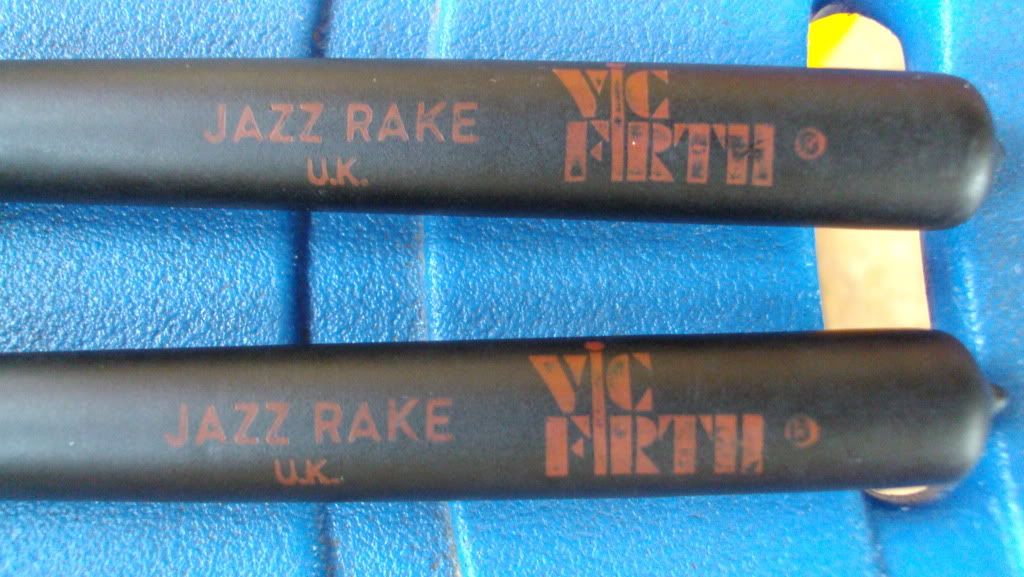 JAZZ RAKE
U.K.
VIC
FIRTH ®
JAZZ RAKE
U.K.
VIC
FIRTH ®